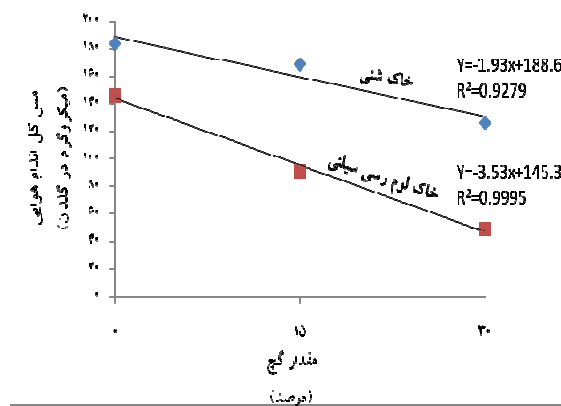 ۲۰۰
۱۸۰
۱۶۰
۱۴۰
۱۲۰
۱۰۰
۸۰
۶۰
۴۰
۲۰
۰
مس کل اندام هوایی
(میکروگرم در گلدان)
خاک شنی
Y=-1.93x+188.6
R²=0.9279
خاک لوم رسی سیلتی
Y=-3.53x+145.3
R²=0.9995
۰
۱۵
۳۰
مقدار گچ
(درصد)